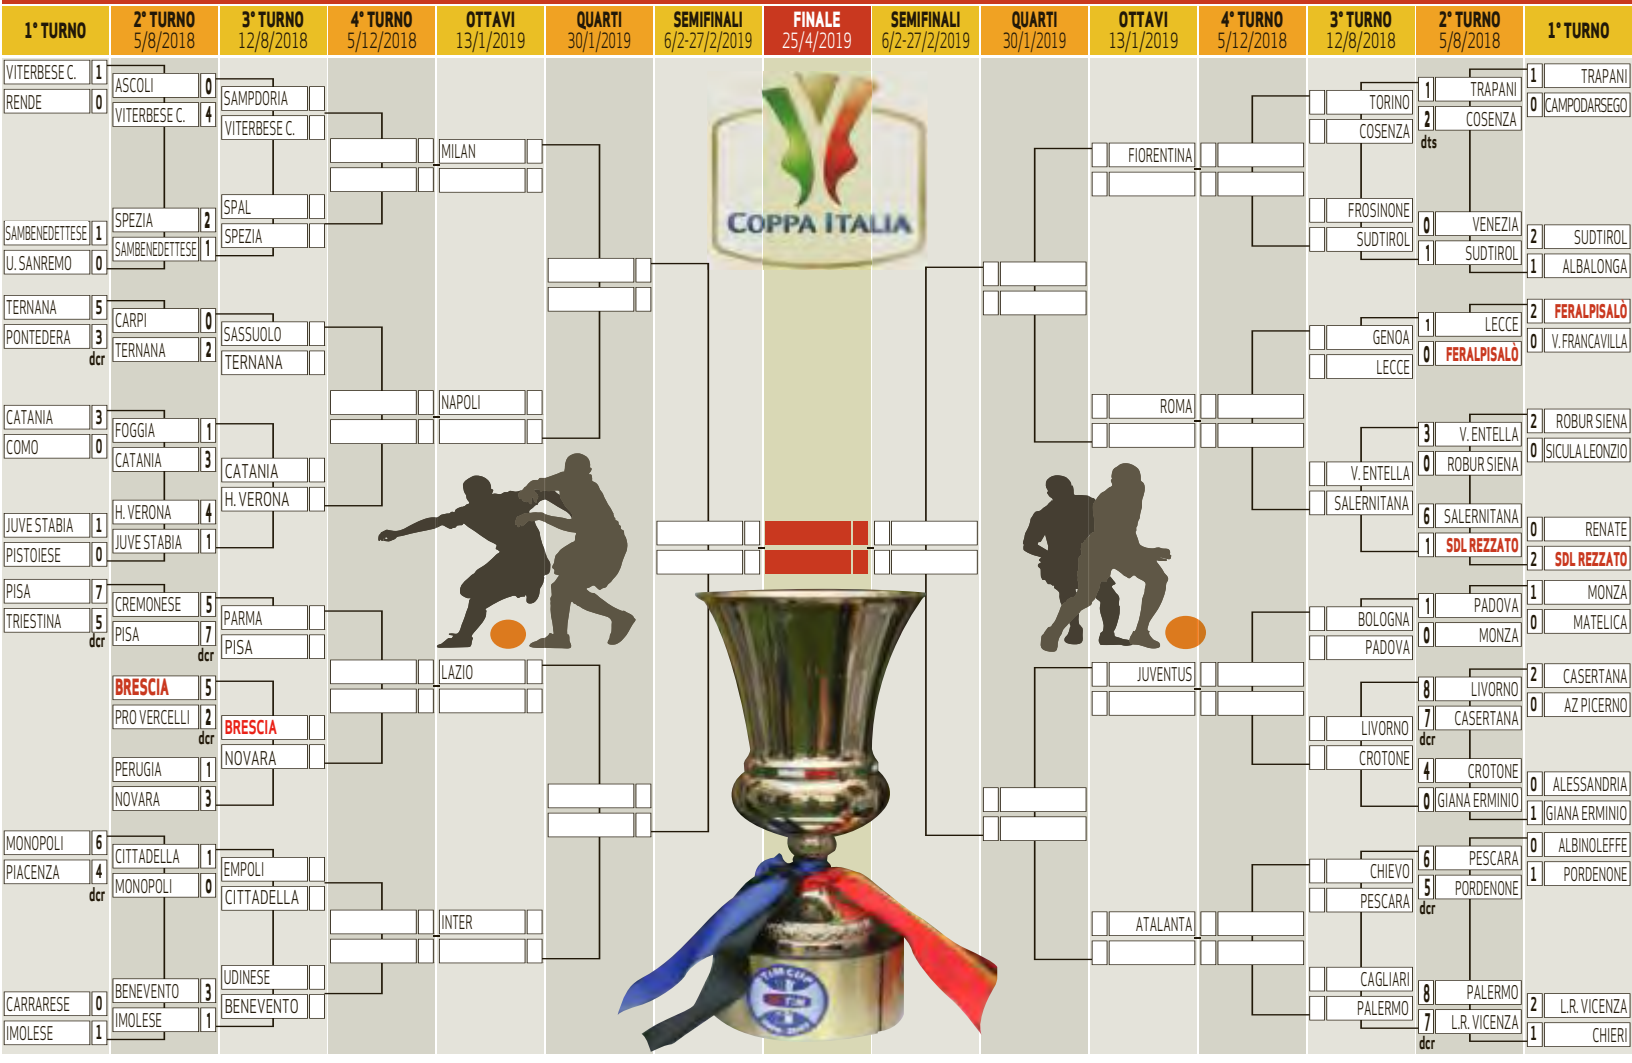 1° TURNO
2° TURNO
5/8/2018
3° TURNO
12/8/2018
4° TURNO
5/12/2018
OTTAVI
13/1/2019
QUARTI
30/1/2019
SEMIFINALI
6/2-27/2/2019
FINALE
25/4/2019
SEMIFINALI
6/2-27/2/2019
QUARTI
30/1/2019
OTTAVI
13/1/2019
4° TURNO
5/12/2018
3° TURNO
12/8/2018
2° TURNO
5/8/2018
1° TURNO
VITERBESE C. 1
RENDE 0
SAMBENEDETTESE 1
U. SANREMO 0
TERNANA 5
PONTEDERA 3
dcr
CATANIA 3
COMO 0
JUVE STABIA 1
PISTOIESE 0
PISA 7
TRIESTINA 5
dcr
MONOPOLI 6
PIACENZA 4
dcr
CARRARESE 0
IMOLESE 1
ASCOLI 0
VITERBESE C. 4
SPEZIA 2
SAMBENEDETTESE 1
CARPI 0
TERNANA 2
FOGGIA 1
CATANIA 3
H. VERONA 4
JUVE STABIA 1
CREMONESE 5
PISA 7
dcr
BRESCIA 5
PRO VERCELLI 2
dcr
PERUGIA 1
NOVARA 3
CITTADELLA 1
MONOPOLI 0
BENEVENTO 3
IMOLESE 1
SAMPDORIA
VITERBESE C.
SPAL
SPEZIA
SASSUOLO
TERNANA
CATANIA
H. VERONA
PARMA
PISA
BRESCIA
NOVARA
EMPOLI
CITTADELLA
UDINESE
BENEVENTO
MILAN
NAPOLI
LAZIO
INTER
COPPA ITALIA
TIM CUP
TIM
FIORENTINA
ROMA
JUVENTUS
ATALANTA
TORINO
COSENZA
FROSINONE
SUDTIROL
GENOA
LECCE
V. ENTELLA
SALERNITANA
BOLOGNA
PADOVA
LIVORNO
CROTONE
CHIEVO
PESCARA
CAGLIARI
PALERMO
1 TRAPANI
2 COSENZA
dts
0 VENEZIA
1 SUDTIROL
1 LECCE
0 FERALPISALÒ
3 V. ENTELLA
0 ROBUR SIENA
6 SALERNITANA
1 SDL REZZATO
1 PADOVA
0 MONZA
8 LIVORNO
7 CASERTANA
dcr
4 CROTONE
0 GIANA ERMINIO
6 PESCARA
5 PORDENONE
dcr
8 PALERMO
7 L.R. VICENZA
dcr
1 TRAPANI
0 CAMPODARSEGO
2 SUDTIROL
1 ALBALONGA
2 FERALPISALÒ
0 V. FRANCAVILLA
2 ROBUR SIENA
0 SICULA LEONZIO
0 RENATE
2 SDL REZZATO
1 MONZA
0 MATELICA
2 CASERTANA
0 AZ PICERNO
0 ALESSANDRIA
1 GIANA ERMINIO
0 ALBINOLEFFE
1 PORDENONE
2 L.R. VICENZA
1 CHIERI